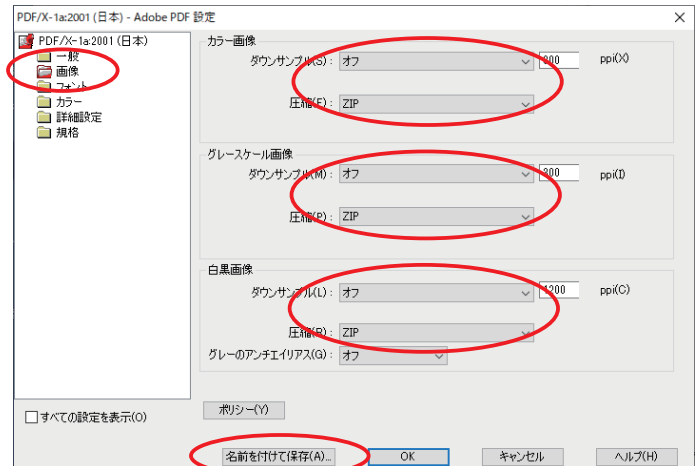 PDF/X-1a:2001 (日本) - Adobe PDF 設定
PDF/X-1a:2001 (日本)
一般
画像
フォント
カラー
詳細設定
規格
すべての設定を表示(O)
カラー画像
ダウンサンプル(S): オフ ppi(X)
圧縮(E): ZIP
グレースケール画像
ダウンサンプル(M): オフ 300 ppi(I)
圧縮(P): ZIP
白黒画像
ダウンサンプル(L): オフ 1200 ppi(C)
圧縮(R): ZIP
グレーのアンチエイリアス(G): オフ
ポリシー(Y)
名前を付けて保存(A)... OK キャンセル ヘルプ(H)